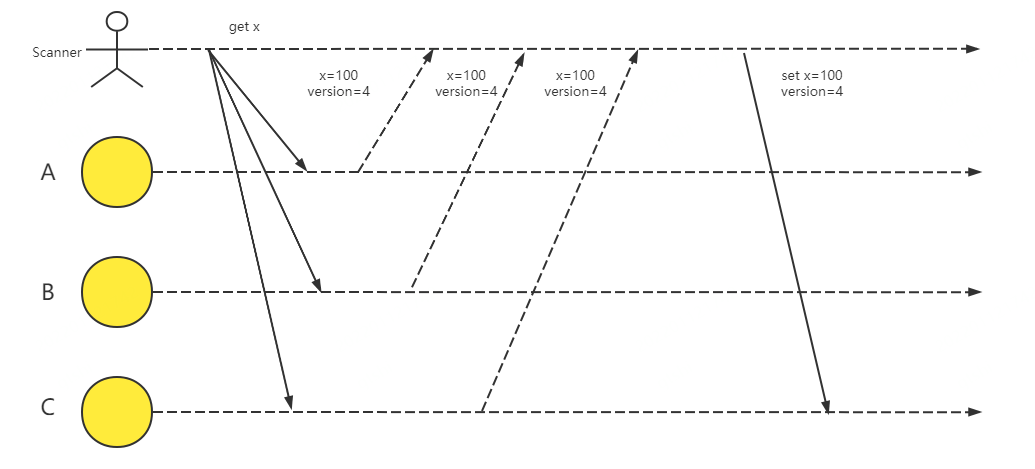 get x
Scanner
x=100
version=4
x=100
version=4
x=100
version=4
set x=100
version=4
A
B
C